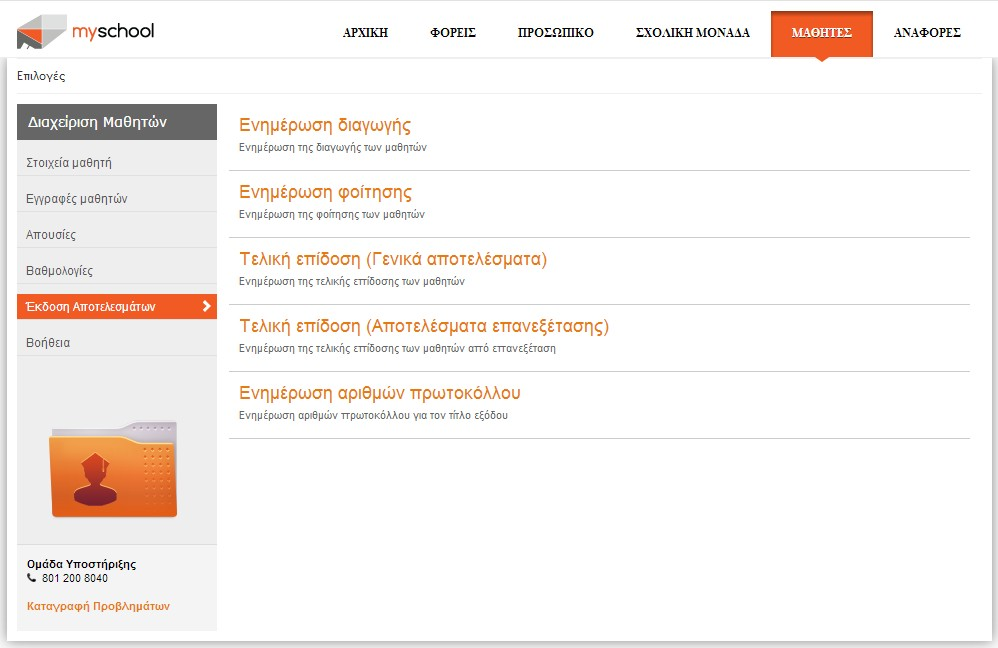 myschool
ΑΡΧΙΚΗ ΦΟΡΕΙΣ ΠΡΟΣΩΠΙΚΟ ΣΧΟΛΙΚΗ ΜΟΝΑΔΑ ΜΑΘΗΤΕΣ ΑΝΑΦΟΡΕΣ
Επιλογές
Διαχείριση Μαθητών
Στοιχεία μαθητή
Εγγραφές μαθητών
Απουσίες
Βαθμολογίες
Έκδοση Αποτελεσμάτων
Βοήθεια
Ομάδα Υποστήριξης
801 200 8040
Καταγραφή Προβλημάτων
Ενημέρωση διαγωγής
Ενημέρωση της διαγωγής των μαθητών
Ενημέρωση φοίτησης
Ενημέρωση της φοίτησης των μαθητών
Τελική επίδοση (Γενικά αποτελέσματα)
Ενημέρωση της τελικής επίδοσης των μαθητών
Τελική επίδοση (Αποτελέσματα επανεξέτασης)
Ενημέρωση της τελικής επίδοσης των μαθητών από επανεξέταση
Ενημέρωση αριθμών πρωτοκόλλου
Ενημέρωση αριθμών πρωτοκόλλου για τον τίτλο εξόδου